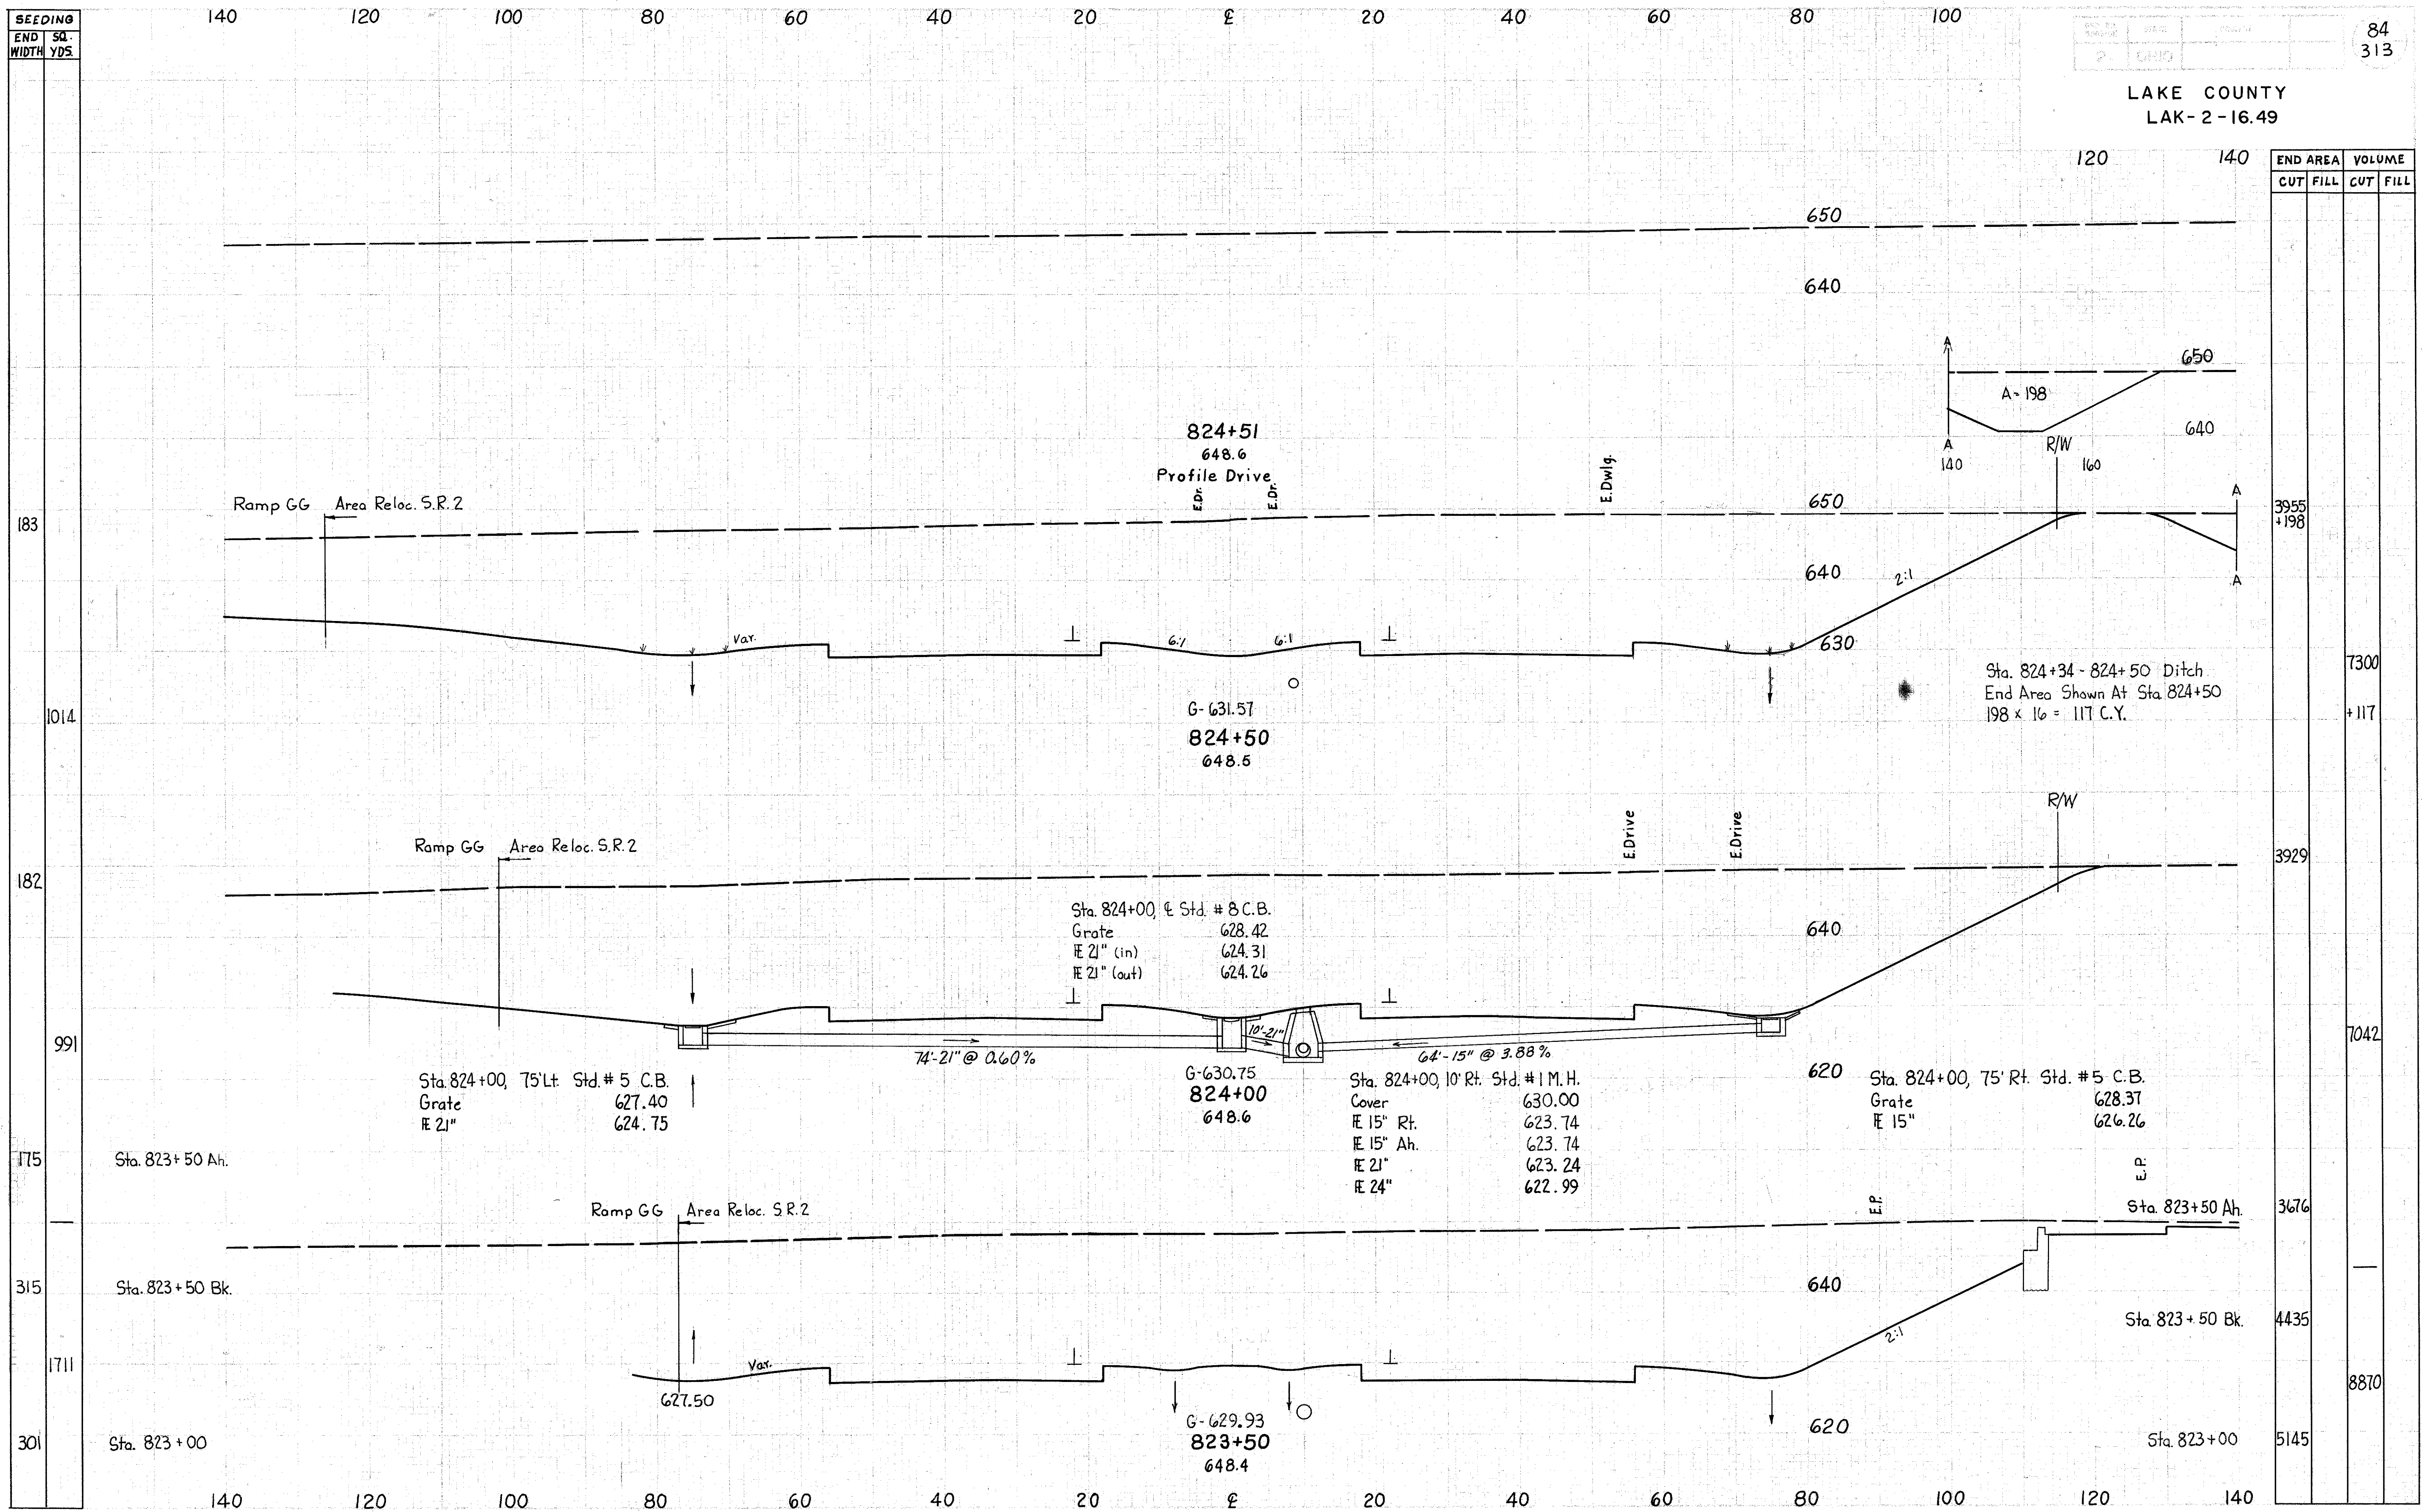 SEEDING
END WIDTH
SQ. YDS.
140 120 100 80 60 40 20 ℄ 20 40 60 80 100
84
313
LAKE COUNTY
LAK-2-16.49
120 140
END AREA VOLUME
CUT FILL CUT FILL
650
640
650
A=198
640
A
A
R/W
140 160
824+51
648.6
Profile Drive
E.Dr.
E.Dr.
E.Dwlg.
Ramp GG Area Reloc. S.R.2
183
650
A
3955
+198
640
2:1
A
Var.
6:1
6:1
630
7300
Sta. 824+34 - 824+50 Ditch
End Area Shown At Sta 824+50
198 x 16 = 117 C.Y.
+117
1014
G-631.57
824+50
648.5
R/W
E.Drive
E.Drive
Ramp GG Area Reloc. S.R.2
3929
182
Sta. 824+00, ℄ Std. # 8 C.B.
Grate 628.42
FE 21" (in) 624.31
FE 21" (out) 624.26
640
991
7042
10'-21"
74'-21" @ 0.60%
64'-15" @ 3.88%
620
Sta. 824+00, 75' Lt. Std. # 5 C.B.
Grate 627.40
FE 21" 624.75
G-630.75
824+00
648.6
Sta. 824+00, 10' Rt. Std. # 1 M.H.
Cover 630.00
FE 15" Rt. 623.74
FE 15" Ah. 623.74
FE 21" 623.24
FE 24" 622.99
Sta. 824+00, 75' Rt. Std. # 5 C.B.
Grate 628.37
FE 15" 626.26
175
Sta. 823+50 Ah.
E.P.
E.P.
Ramp GG Area Reloc. S.R.2
Sta. 823+50 Ah.
3676
315
Sta. 823+50 Bk.
640
Sta. 823+50 Bk.
4435
2:1
1711
Var.
627.50
8870
G-629.93
823+50
648.4
620
301
Sta. 823+00
Sta. 823+00
5145
140 120 100 80 60 40 20 ℄ 20 40 60 80 100 120 140